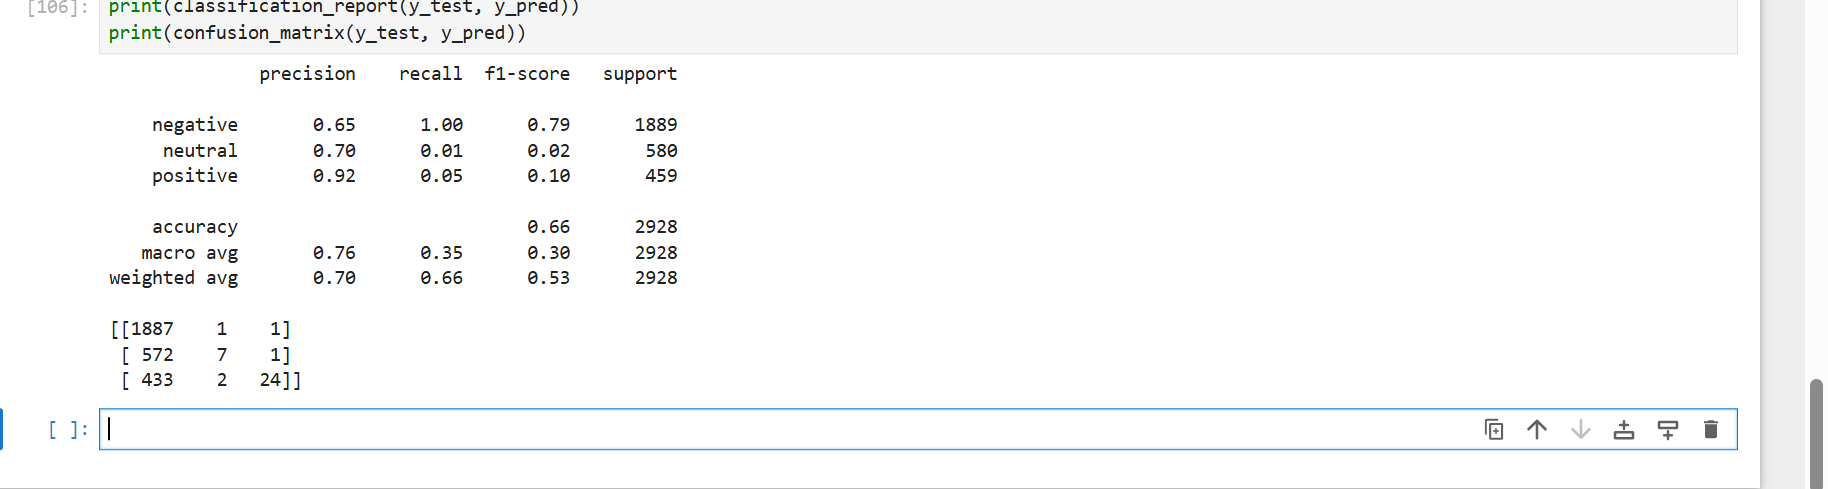 [106]: print(classification_report(y_test, y_pred))
print(confusion_matrix(y_test, y_pred))
precision recall f1-score support
negative 0.65 1.00 0.79 1889
neutral 0.70 0.01 0.02 580
positive 0.92 0.05 0.10 459
accuracy 0.66 2928
macro avg 0.76 0.35 0.30 2928
weighted avg 0.70 0.66 0.53 2928
[[1887 1 1]
[ 572 7 1]
[ 433 2 24]]
[ ]: